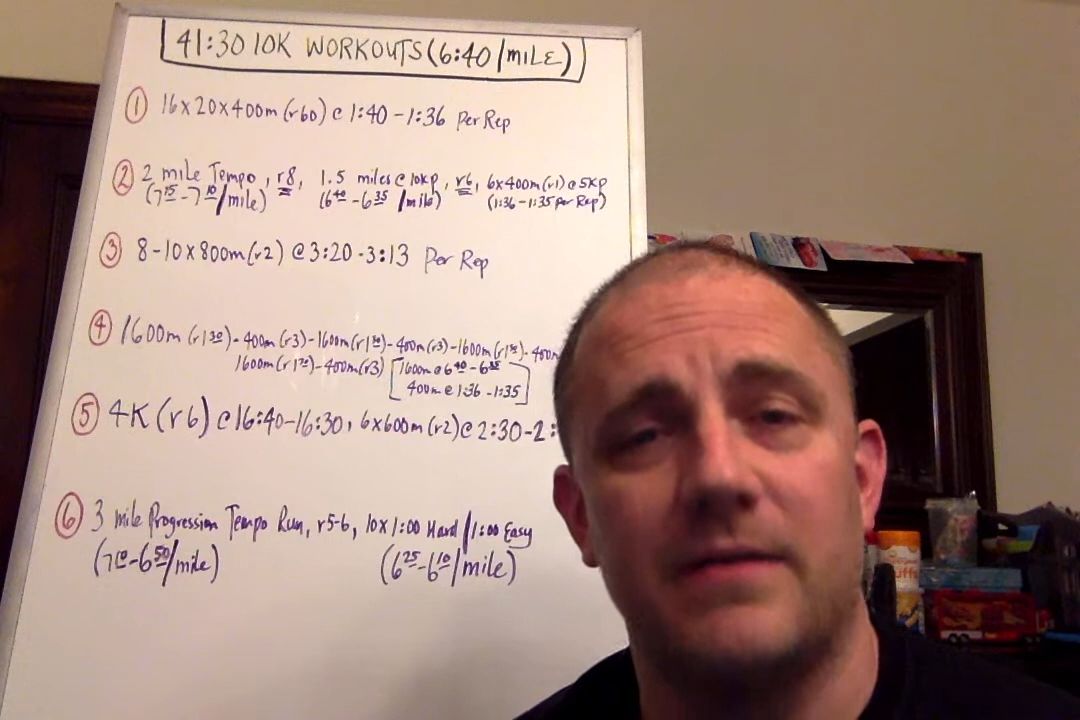 41:30 10K WORKOUTS (6:40/MILE)
① 16x20x400m (r60) @ 1:40 - 1:36 Per Rep
② 2 mile Tempo, r8, 1.5 miles @ 10kp, r6, 6x400m (r1) @ 5kp
(7:15 - 7:10/mile) (6:40 - 6:35 /mile) (1:36 - 1:35 per Rep)
③ 8 - 10 x 800m (r2) @ 3:20 - 3:13 Per Rep
④ 1600m (r1:30) - 400m (r3) - 1600m (r1:30) - 400m (r3) - 1600m (r1:30) - 400m
1600m (r1:30) - 400m (r3) [1600m @ 6:40 - 6:35
400m @ 1:36 - 1:35]
⑤ 4K (r6) @ 16:40 - 16:30, 6x600m (r2) @ 2:30 - 2:
⑥ 3 mile Progression Tempo Run, r5-6, 10x1:00 Hard/1:00 Easy
(7:10 - 6:50/mile) (6:25 - 6:10/mile)
uffs